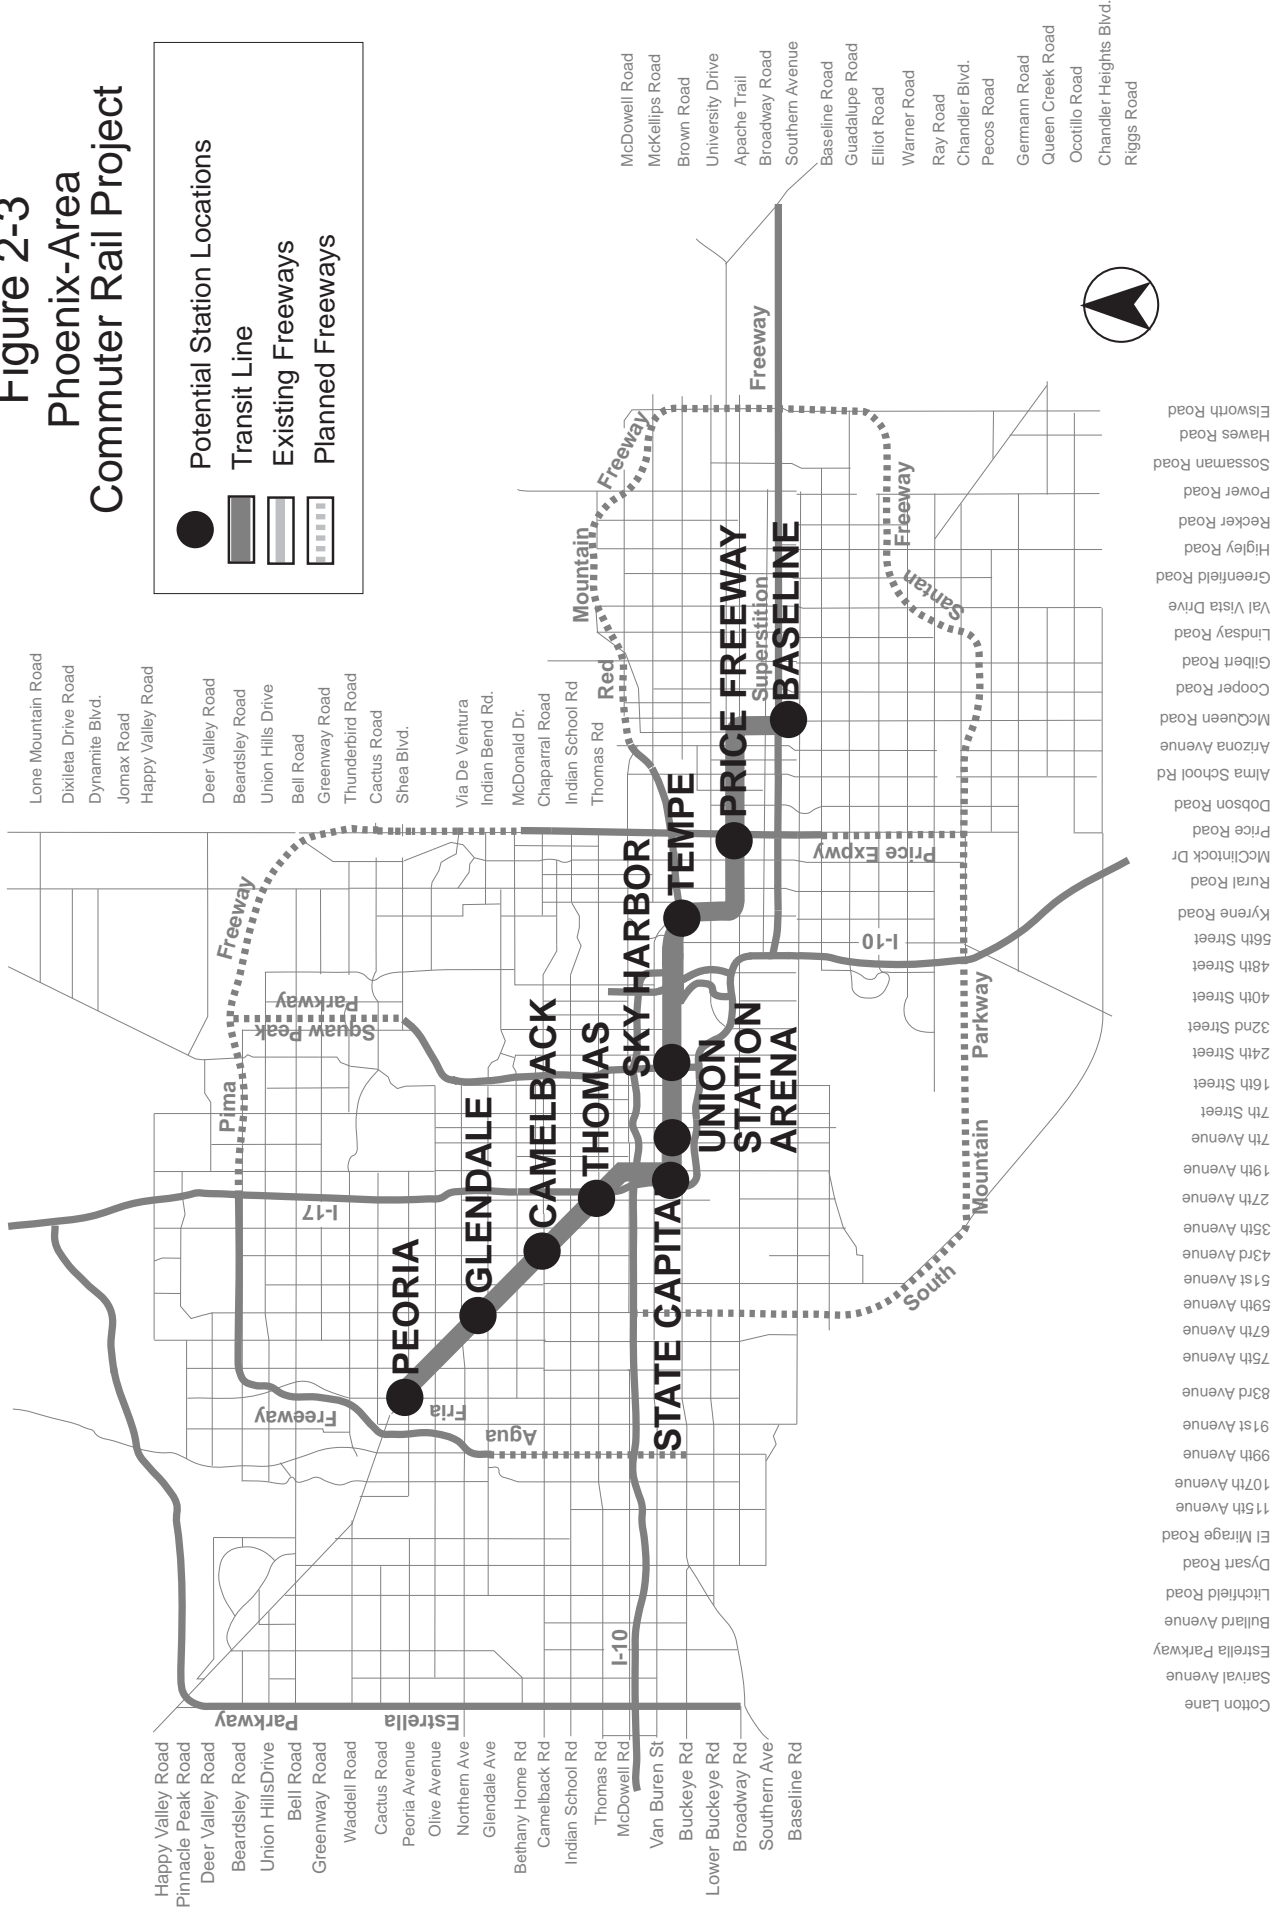 Figure 2-3
Phoenix-Area
Commuter Rail Project
Potential Station Locations
Transit Line
Existing Freeways
Planned Freeways
Lone Mountain Road
Dixileta Drive Road
Dynamite Blvd.
Jomax Road
Happy Valley Road
Deer Valley Road
Beardsley Road
Union Hills Drive
Bell Road
Greenway Road
Thunderbird Road
Cactus Road
Shea Blvd.
Via De Ventura
Indian Bend Rd.
McDonald Dr.
Chaparral Road
Indian School Rd
Thomas Rd
McDowell Road
McKellips Road
Brown Road
University Drive
Apache Trail
Broadway Road
Southern Avenue
Baseline Road
Guadalupe Road
Elliot Road
Warner Road
Ray Road
Chandler Blvd.
Pecos Road
Germann Road
Queen Creek Road
Ocotillo Road
Chandler Heights Blvd.
Riggs Road
Happy Valley Road
Pinnacle Peak Road
Deer Valley Road
Beardsley Road
Union HillsDrive
Bell Road
Greenway Road
Waddell Road
Cactus Road
Peoria Avenue
Olive Avenue
Northern Ave
Glendale Ave
Bethany Home Rd
Camelback Rd
Indian School Rd
Thomas Rd
McDowell Rd
Van Buren St
Buckeye Rd
Lower Buckeye Rd
Broadway Rd
Southern Ave
Baseline Rd
PEORIA
GLENDALE
CAMELBACK
THOMAS
STATE CAPITAL
UNION
STATION
ARENA
SKY HARBOR
TEMPE
PRICE FREEWAY
BASELINE
Estrella
Parkway
Agua
Fria
Freeway
I-17
I-10
Pima
Freeway
Squaw Peak
Parkway
Red
Mountain
Freeway
Superstition
Freeway
Price Expwy
Santan
Freeway
I-10
South
Mountain
Parkway
Cotton Lane
Sarival Avenue
Estrella Parkway
Bullard Avenue
Litchfield Road
Dysart Road
El Mirage Road
115th Avenue
107th Avenue
99th Avenue
91st Avenue
83rd Avenue
75th Avenue
67th Avenue
59th Avenue
51st Avenue
43rd Avenue
35th Avenue
27th Avenue
19th Avenue
7th Avenue
7th Street
16th Street
24th Street
32nd Street
40th Street
48th Street
56th Street
Kyrene Road
Rural Road
McClintock Dr
Price Road
Dobson Road
Alma School Rd
Arizona Avenue
McQueen Road
Cooper Road
Gilbert Road
Lindsay Road
Val Vista Drive
Greenfield Road
Higley Road
Recker Road
Power Road
Sossaman Road
Hawes Road
Elsworth Road